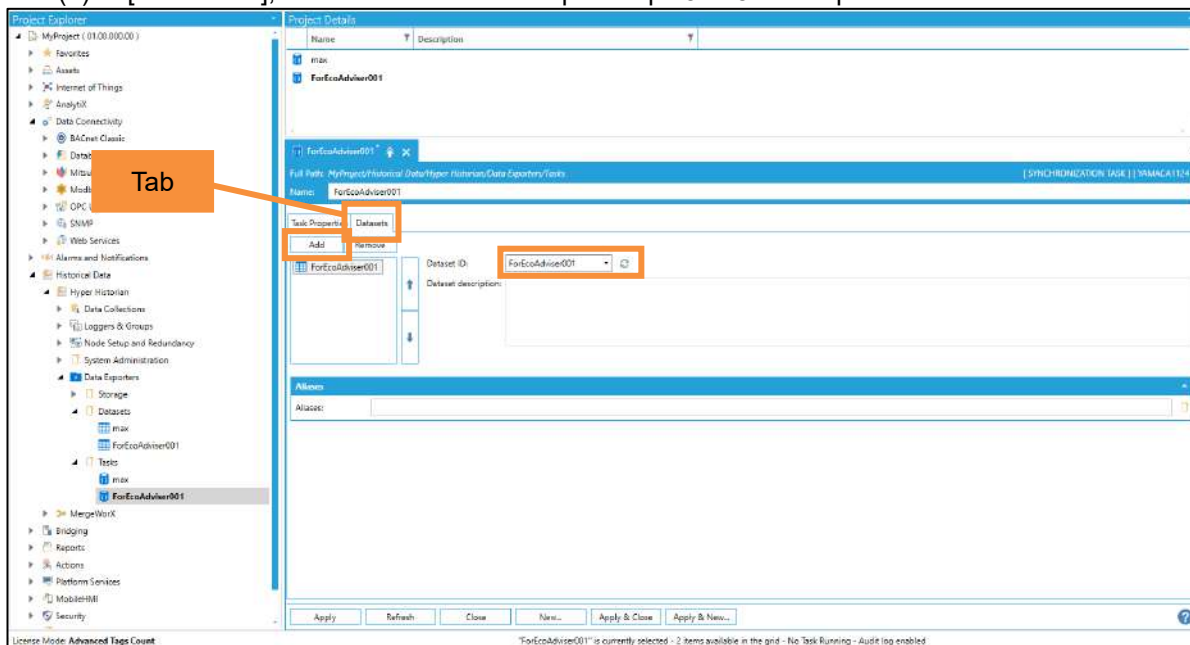 Project Explorer
MyProject ( 01.00.000.00 )
Favorites
Assets
Internet of Things
AnalytiX
Data Connectivity
BACnet Classic
Datab
Mitsu
Modb
OPC U
SNMP
Web Services
Alarms and Notifications
Historical Data
Hyper Historian
Data Collections
Loggers & Groups
Node Setup and Redundancy
System Administration
Data Exporters
Storage
Datasets
max
ForEcoAdviser001
Tasks
max
ForEcoAdviser001
MergeWorX
Bridging
Reports
Actions
Platform Services
MobileHMI
Security
Tab
Project Details
Name Description
max
ForEcoAdviser001
ForEcoAdviser001*
Full Path: MyProject/Historical Data/Hyper Historian/Data Exporters/Tasks [ SYNCHRONIZATION TASK ] [ YAMACA1124
Name: ForEcoAdviser001
Task Properties Datasets
Add Remove
ForEcoAdviser001
Dataset ID: ForEcoAdviser001
Dataset description:
Aliases
Aliases:
Apply Refresh Close New... Apply & Close Apply & New...
License Mode: Advanced Tags Count "ForEcoAdviser001" is currently selected - 2 items available in the grid - No Task Running - Audit log enabled